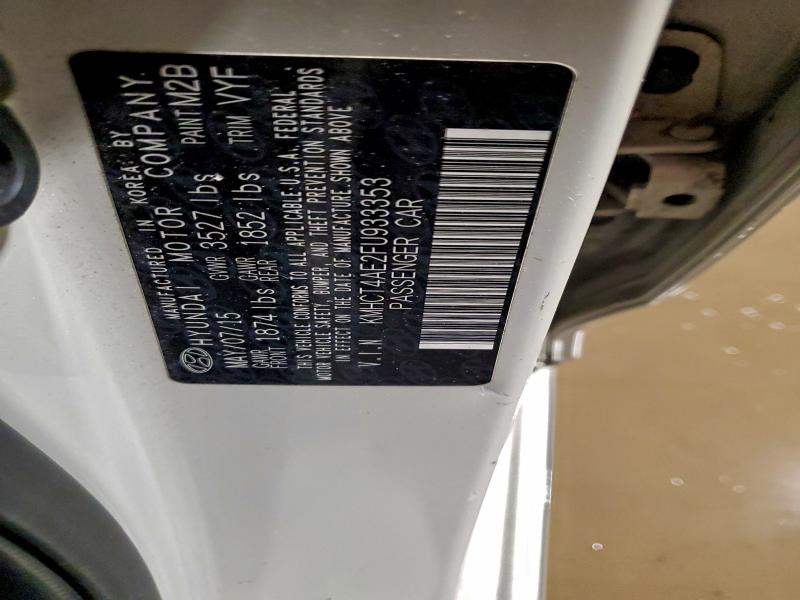 MANUFACTURED IN KOREA BY
HYUNDAI MOTOR COMPANY.
MAY/07/15 GVWR 3527 lbs PAINT M2B
GAWR FRONT 1874 lbs GAWR REAR 1852 lbs TRIM VYF
THIS VEHICLE CONFORMS TO ALL APPLICABLE U.S.A. FEDERAL
MOTOR VEHICLE SAFETY, BUMPER, AND THEFT PREVENTION STANDARDS
IN EFFECT ON THE DATE OF MANUFACTURE SHOWN ABOVE
V.I.N KMHCT4AE2FU933353
PASSENGER CAR